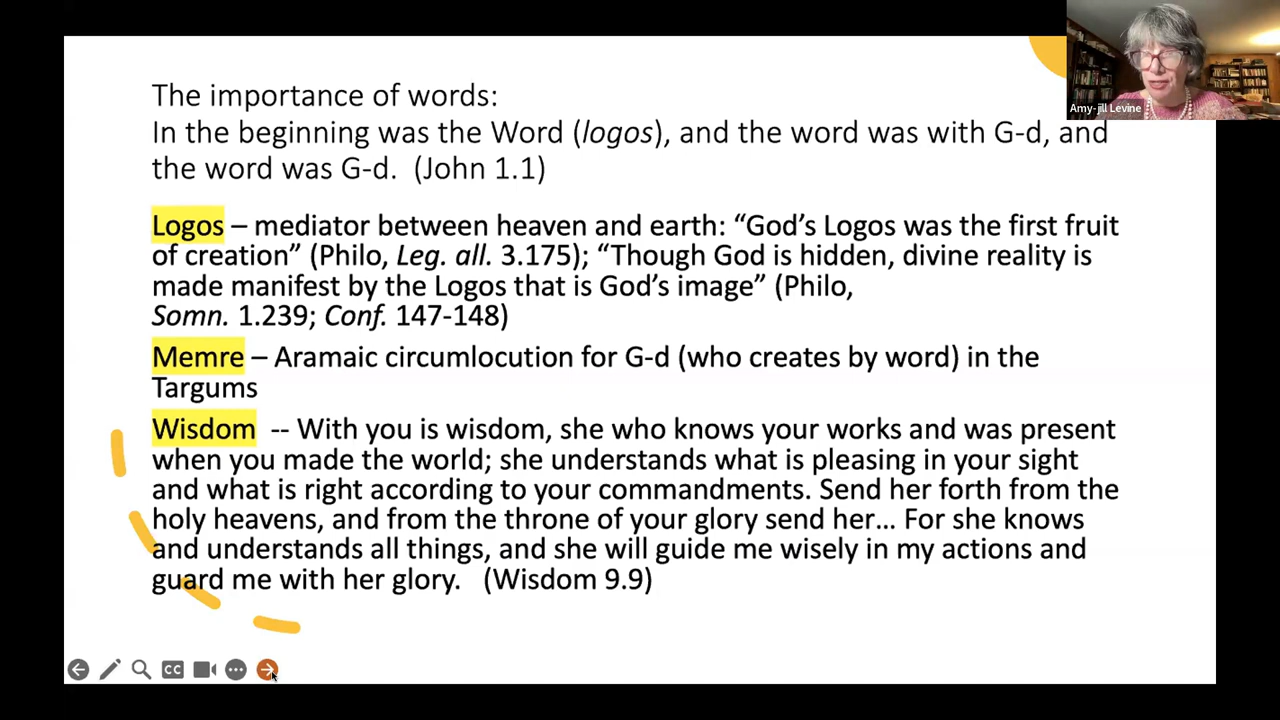 The importance of words:
In the beginning was the Word (logos), and the word was with G-d, and
the word was G-d. (John 1.1)
Logos – mediator between heaven and earth: “God’s Logos was the first fruit
of creation” (Philo, Leg. all. 3.175); “Though God is hidden, divine reality is
made manifest by the Logos that is God’s image” (Philo,
Somn. 1.239; Conf. 147-148)
Memre – Aramaic circumlocution for G-d (who creates by word) in the
Targums
Wisdom -- With you is wisdom, she who knows your works and was present
when you made the world; she understands what is pleasing in your sight
and what is right according to your commandments. Send her forth from the
holy heavens, and from the throne of your glory send her... For she knows
and understands all things, and she will guide me wisely in my actions and
guard me with her glory. (Wisdom 9.9)
Amy-jill Levine
CC